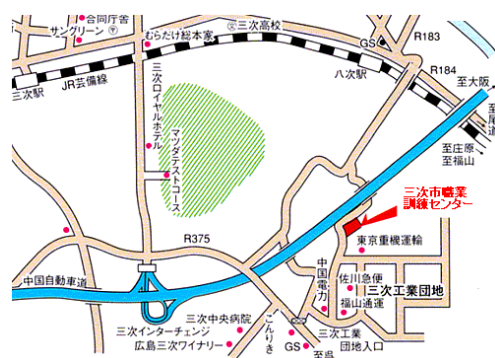 合同庁舎
サングリーン
〒
むらだけ総本家
三次高校
GS
R183
八次駅
R184
至大阪
至尾道
三次駅
JR芸備線
三次ロイヤルホテル
マツダテストコース
至庄原
至福山
三次市職業
訓練センター
R375
東京重機運輸
中国自動車道
中国電力
佐川急便
三次工業団地
福山通運
三次中央病院
三次インターチェンジ
広島三次ワイナリー
こんりき
GS
三次工業
団地入口
至呉